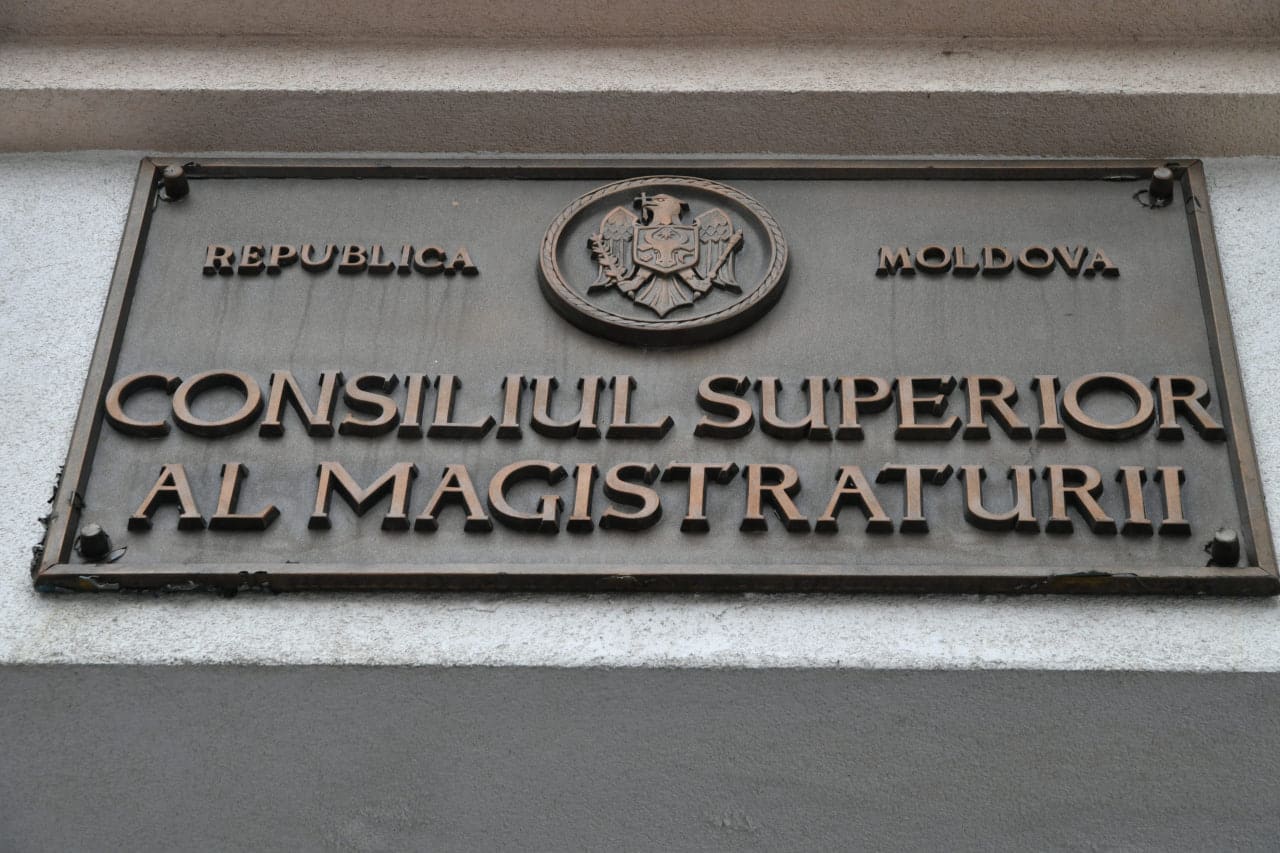 REPUBLICA MOLDOVA
CONSILIUL SUPERIOR
AL MAGISTRATURII